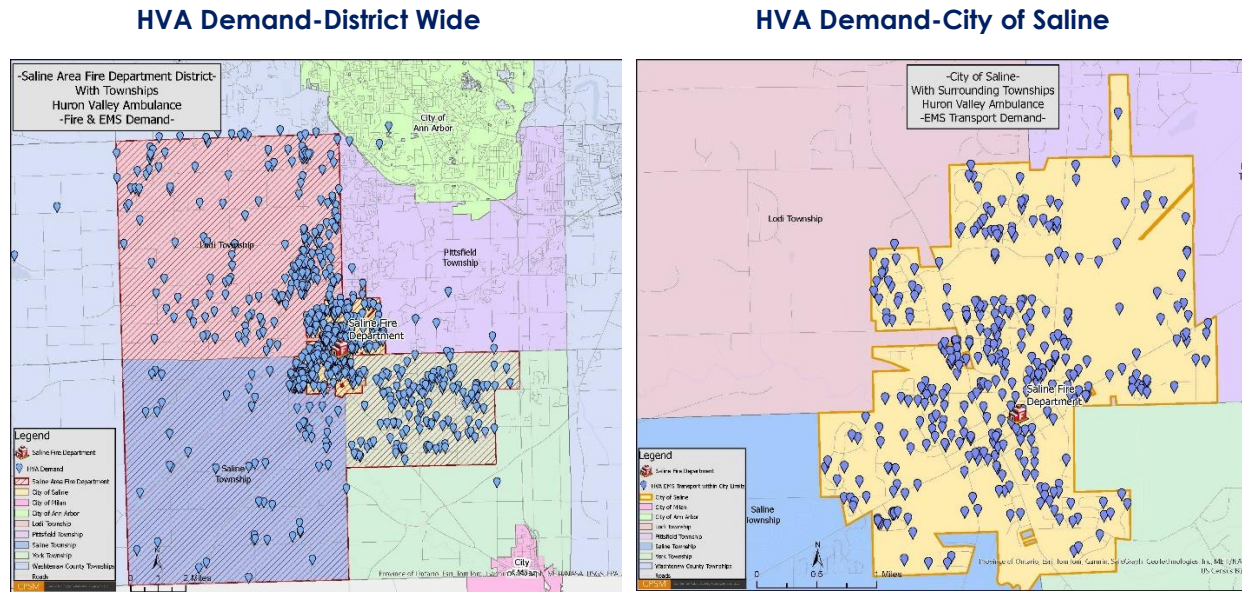 HVA Demand-District Wide
HVA Demand-City of Saline
-Saline Area Fire Department District-
With Townships
Huron Valley Ambulance
-Fire & EMS Demand-
City of
Ann Arbor
Lodi Township
Pittsfield
Township
Saline Fire
Department
Saline
Township
City
Legend
Saline Fire Department
HVA Demand
Saline Area Fire Department
City of Saline
City of Milan
City of Ann Arbor
Lodi Township
Pittsfield Township
Saline Township
York Township
Washtenaw County Townships
Roads
CPSM
N
2 Miles
-City of Saline-
With Surrounding Townships
Huron Valley Ambulance
-EMS Transport Demand-
Lodi Township
Saline Fire
Department
Saline
Township
Legend
Saline Fire Department
HVA EMS Transport within City Limits
City of Saline
City of Milan
City of Ann Arbor
Lodi Township
Pittsfield Township
Saline Township
York Township
Washtenaw County Townships
Roads
CPSM
N
0 0.5 1 Miles